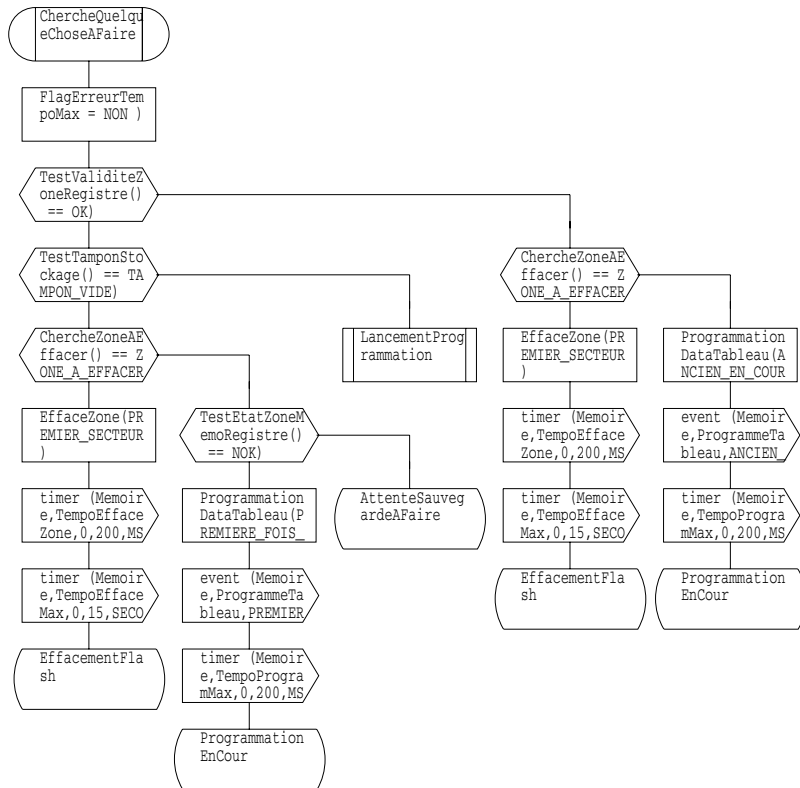 ChercheQuelqu
eChoseAFaire
FlagErreurTem
poMax = NON )
TestValiditeZ
oneRegistre()
== OK)
TestTamponSto
ckage() == TA
MPON_VIDE)
ChercheZoneAE
ffacer() == Z
ONE_A_EFFACER
EffaceZone(PR
EMIER_SECTEUR
)
timer (Memoir
e,TempoEfface
Zone,0,200,MS
timer (Memoir
e,TempoEfface
Max,0,15,SECO
EffacementFla
sh
TestEtatZoneM
emoRegistre()
== NOK)
Programmation
DataTableau(P
REMIERE_FOIS_
event (Memoir
e,ProgrammeTa
bleau,PREMIER
timer (Memoir
e,TempoProgra
mMax,0,200,MS
Programmation
EnCour
AttenteSauveg
ardeAFaire
LancementProg
rammation
ChercheZoneAE
ffacer() == Z
ONE_A_EFFACER
EffaceZone(PR
EMIER_SECTEUR
)
timer (Memoir
e,TempoEfface
Zone,0,200,MS
timer (Memoir
e,TempoEfface
Max,0,15,SECO
EffacementFla
sh
Programmation
DataTableau(A
NCIEN_EN_COUR
event (Memoir
e,ProgrammeTa
bleau,ANCIEN_
timer (Memoir
e,TempoProgra
mMax,0,200,MS
Programmation
EnCour